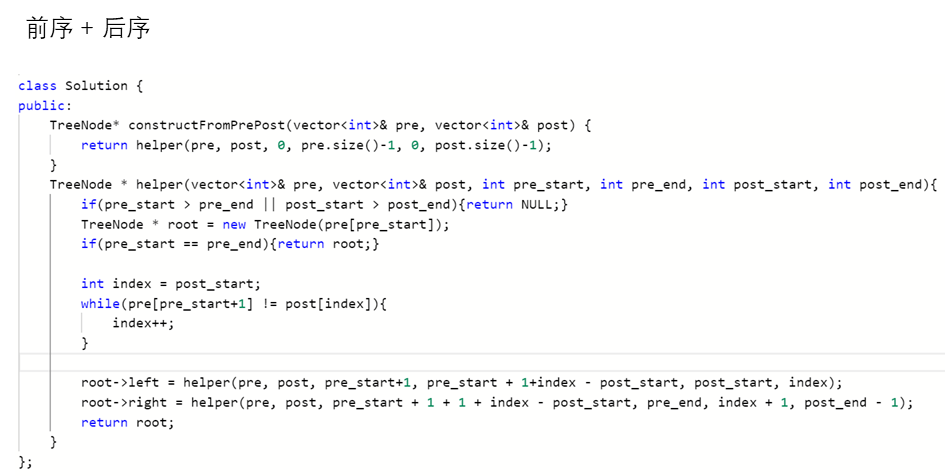 前序 + 后序
class Solution {
public:
    TreeNode* constructFromPrePost(vector<int>& pre, vector<int>& post) {
        return helper(pre, post, 0, pre.size()-1, 0, post.size()-1);
    }
    TreeNode * helper(vector<int>& pre, vector<int>& post, int pre_start, int pre_end, int post_start, int post_end){
        if(pre_start > pre_end || post_start > post_end){return NULL;}
        TreeNode * root = new TreeNode(pre[pre_start]);
        if(pre_start == pre_end){return root;}
        int index = post_start;
        while(pre[pre_start+1] != post[index]){
            index++;
        }
        root->left = helper(pre, post, pre_start+1, pre_start + 1+index - post_start, post_start, index);
        root->right = helper(pre, post, pre_start + 1 + 1 + index - post_start, pre_end, index + 1, post_end - 1);
        return root;
    }
};